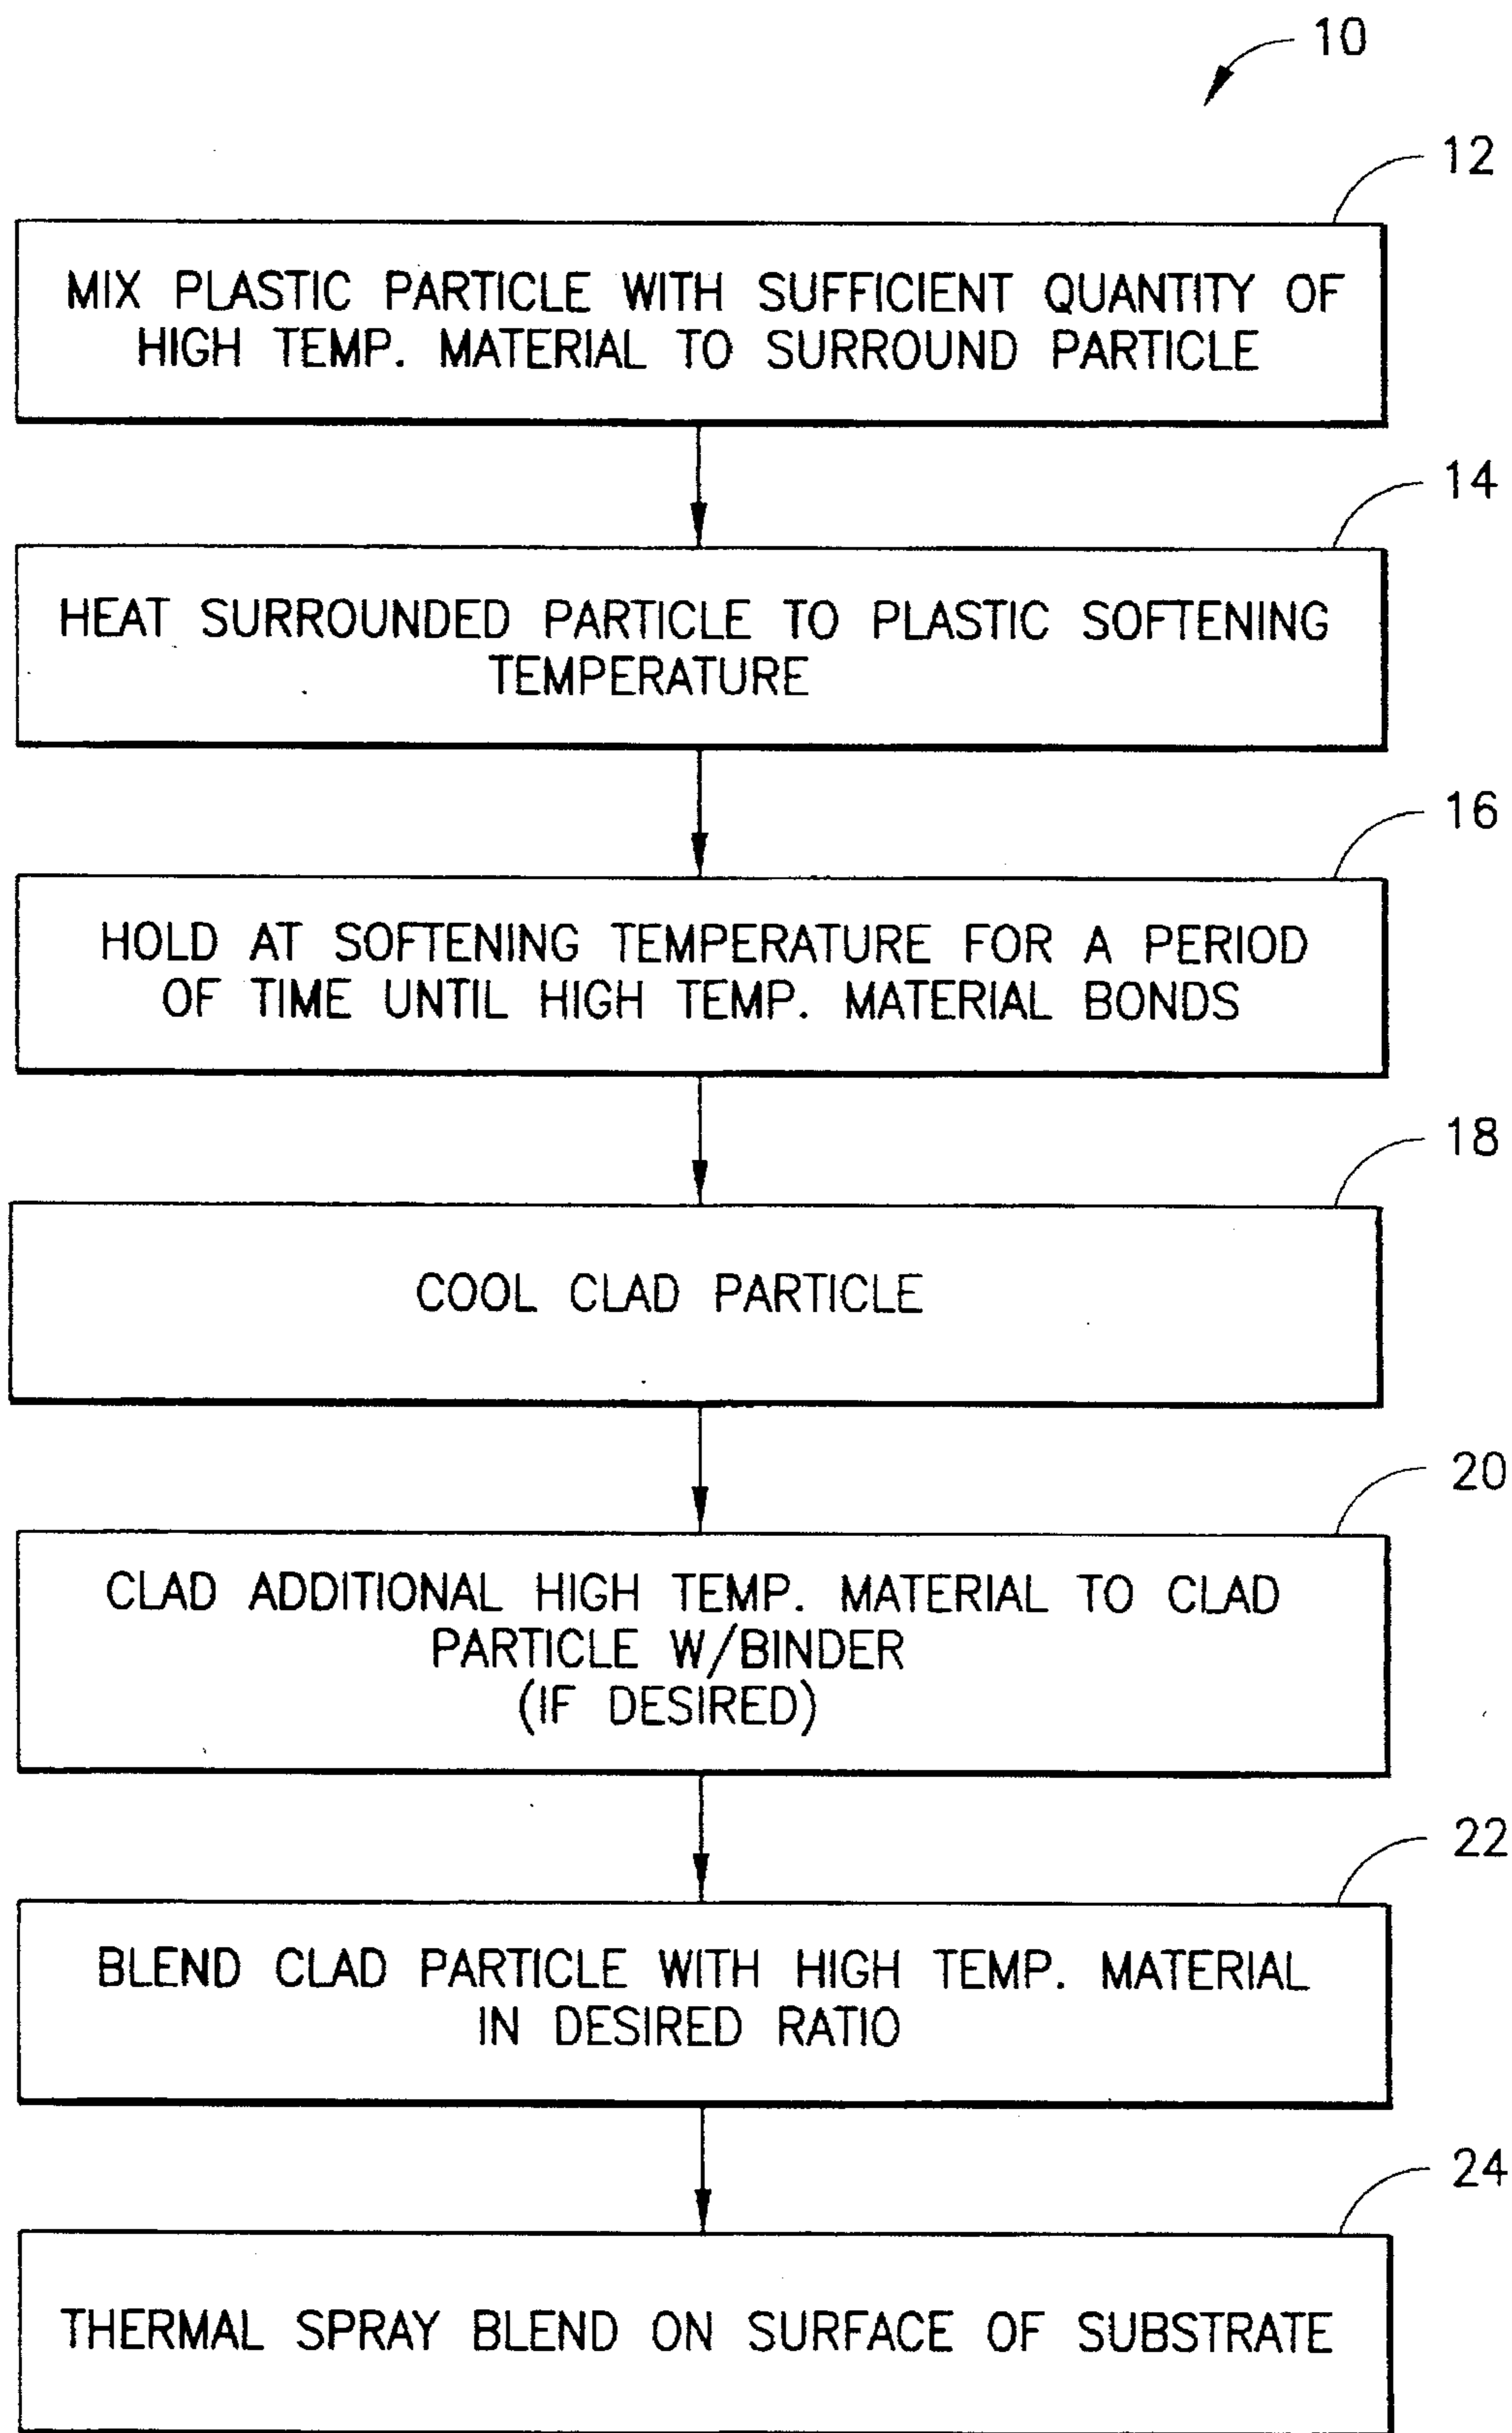 10
12
MIX PLASTIC PARTICLE WITH SUFFICIENT QUANTITY OF
HIGH TEMP. MATERIAL TO SURROUND PARTICLE
14
HEAT SURROUNDED PARTICLE TO PLASTIC SOFTENING
TEMPERATURE
16
HOLD AT SOFTENING TEMPERATURE FOR A PERIOD
OF TIME UNTIL HIGH TEMP. MATERIAL BONDS
18
COOL CLAD PARTICLE
20
CLAD ADDITIONAL HIGH TEMP. MATERIAL TO CLAD
PARTICLE W/BINDER
(IF DESIRED)
22
BLEND CLAD PARTICLE WITH HIGH TEMP. MATERIAL
IN DESIRED RATIO
24
THERMAL SPRAY BLEND ON SURFACE OF SUBSTRATE